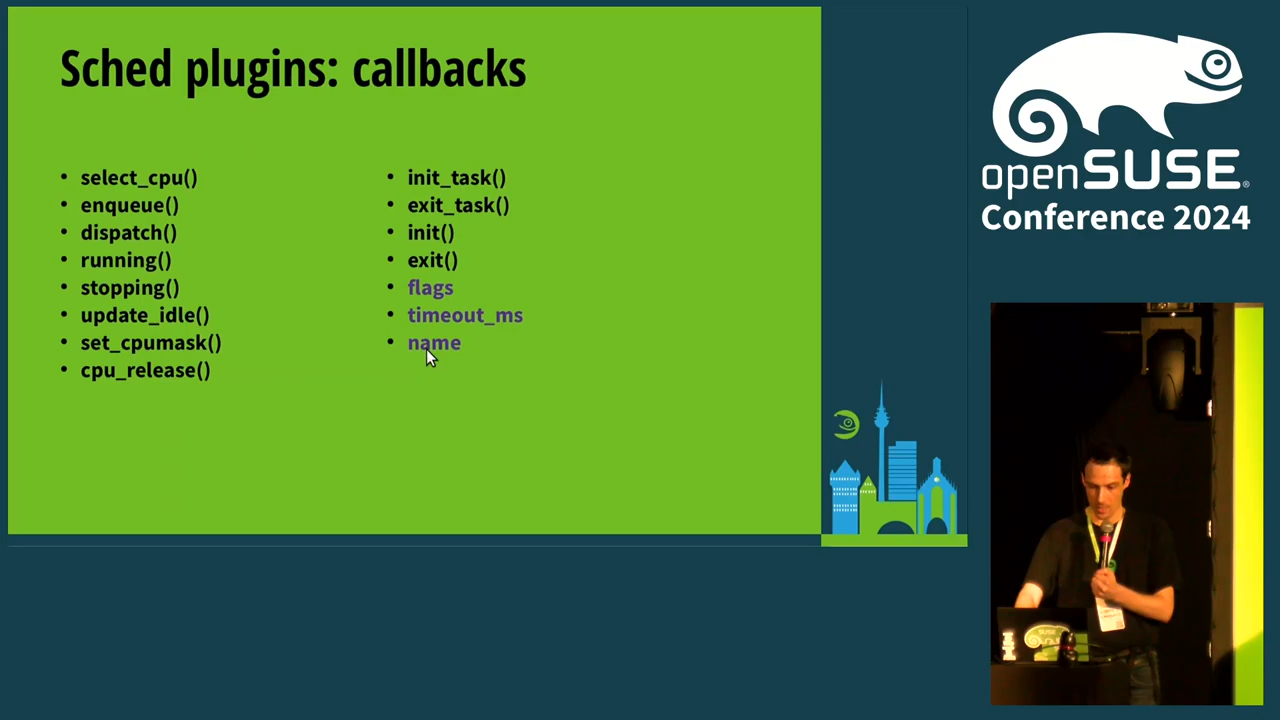 Sched plugins: callbacks
• select_cpu()
• enqueue()
• dispatch()
• running()
• stopping()
• update_idle()
• set_cpumask()
• cpu_release()
• init_task()
• exit_task()
• init()
• exit()
• flags
• timeout_ms
• name
openSUSE®
Conference 2024
SUSE